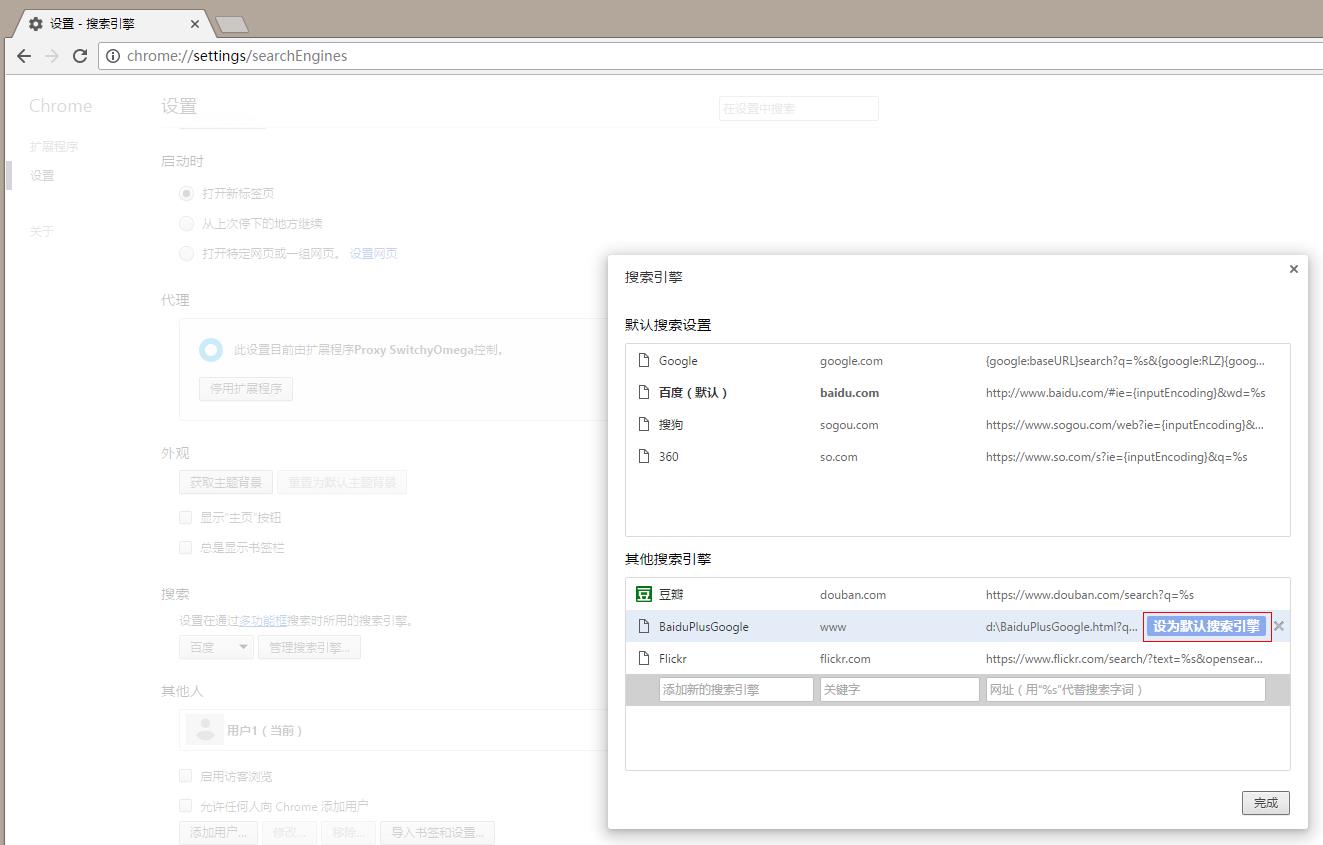 设置 - 搜索引擎
chrome://settings/searchEngines
Chrome
设置
在设置中搜索
扩展程序
设置
关于
启动时
打开新标签页
从上次停下的地方继续
打开特定网页或一组网页。 设置网页
代理
此设置目前由扩展程序Proxy SwitchyOmega控制。
停用扩展程序
外观
获取主题背景 重置为默认主题背景
显示“主页”按钮
总是显示书签栏
搜索
设置在通过多功能框搜索时所用的搜索引擎。
百度 管理搜索引擎...
其他人
用户1（当前）
启用访客浏览
允许任何人向 Chrome 添加用户
添加用户... 修改... 移除... 导入书签和设置...
搜索引擎
默认搜索设置
Google google.com {google:baseURL}search?q=%s&{google:RLZ}{goog...
百度（默认） baidu.com http://www.baidu.com/#ie={inputEncoding}&wd=%s
搜狗 sogou.com https://www.sogou.com/web?ie={inputEncoding}&...
360 so.com https://www.so.com/s?ie={inputEncoding}&q=%s
其他搜索引擎
豆 豆瓣 douban.com https://www.douban.com/search?q=%s
BaiduPlusGoogle www d:\BaiduPlusGoogle.html?q... 设为默认搜索引擎
Flickr flickr.com https://www.flickr.com/search/?text=%s&opensear...
添加新的搜索引擎 关键字 网址（用“%s”代替搜索字词）
完成